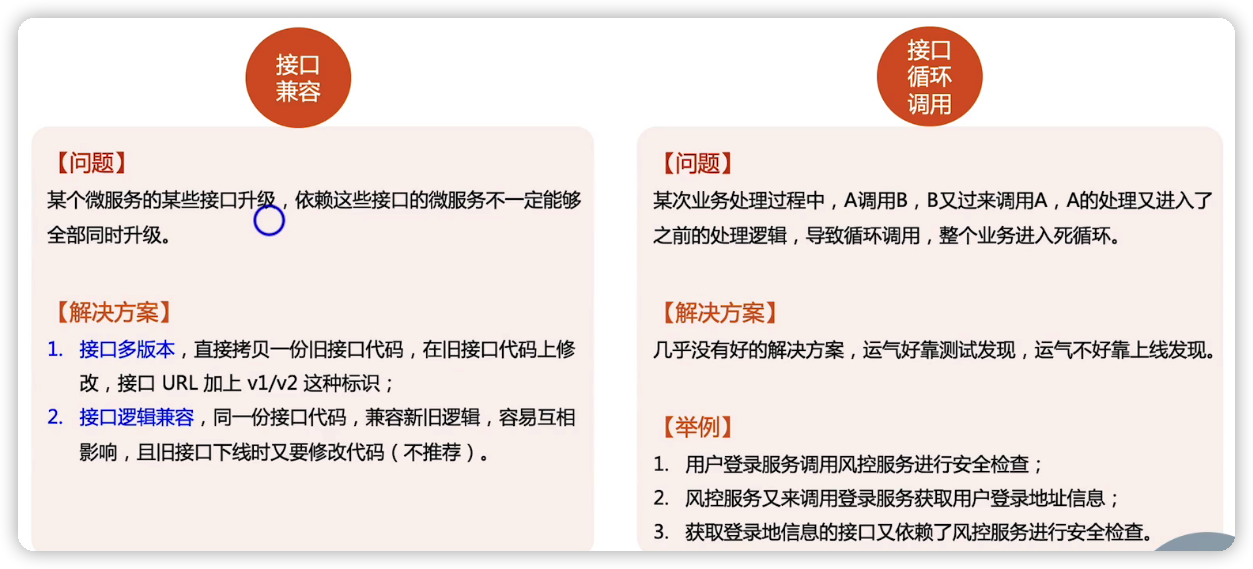 接口
兼容
【问题】
某个微服务的某些接口升级，依赖这些接口的微服务不一定能够
全部同时升级。
【解决方案】
1. 接口多版本，直接拷贝一份旧接口代码，在旧接口代码上修
改，接口 URL 加上 v1/v2 这种标识；
2. 接口逻辑兼容，同一份接口代码，兼容新旧逻辑，容易互相
影响，且旧接口下线时又要修改代码（不推荐）。
接口
循环
调用
【问题】
某次业务处理过程中，A调用B，B又过来调用A，A的处理又进入了
之前的处理逻辑，导致循环调用，整个业务进入死循环。
【解决方案】
几乎没有好的解决方案，运气好靠测试发现，运气不好靠上线发现。
【举例】
1. 用户登录服务调用风控服务进行安全检查；
2. 风控服务又来调用登录服务获取用户登录地址信息；
3. 获取登录地信息的接口又依赖了风控服务进行安全检查。